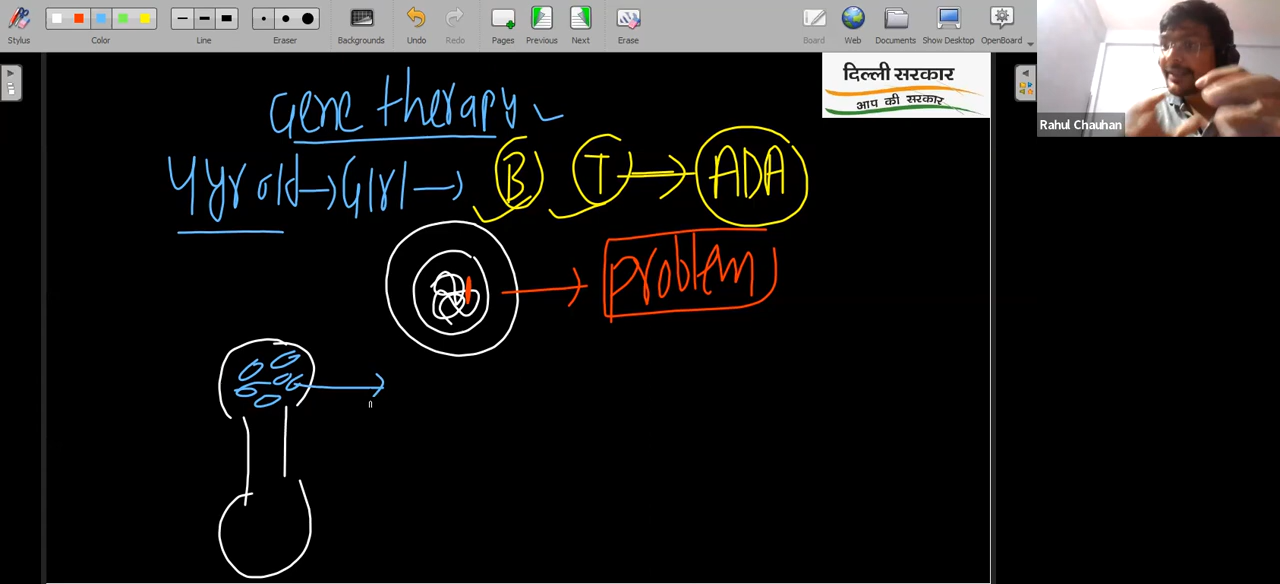 Stylus Color Line Eraser Backgrounds Undo Redo Pages Previous Next Erase Board Web Documents Show Desktop OpenBoard
Gene therapy
दिल्ली सरकार
आप की सरकार
Rahul Chauhan
4yr old → Girl → B T → ADA
Problem